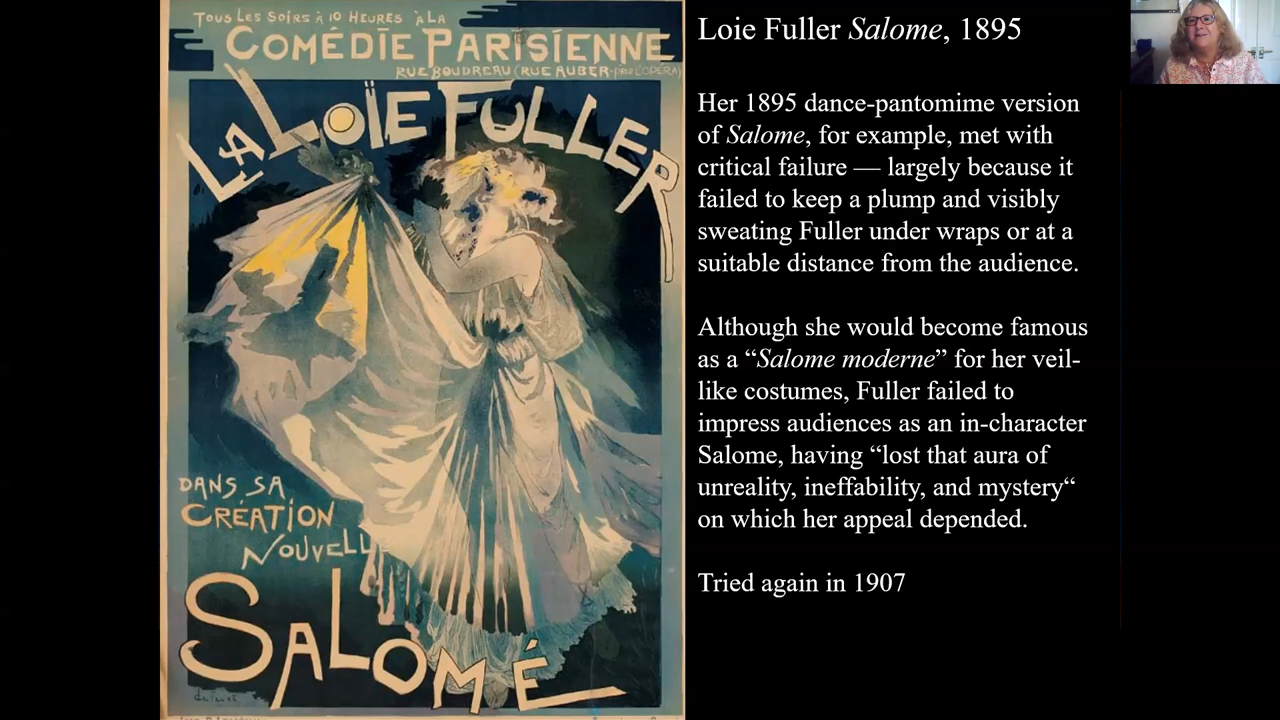 TOUS LES SOIRS À 10 HEURES À LA
COMÉDIE PARISIENNE
RUE BOUDREAU (RUE AUBER
LA LOÏE FULLER
DANS SA
CRÉATION
NOUVELLE
SALOMÉ
Loie Fuller Salome, 1895
Her 1895 dance-pantomime version
of Salome, for example, met with
critical failure — largely because it
failed to keep a plump and visibly
sweating Fuller under wraps or at a
suitable distance from the audience.
Although she would become famous
as a “Salome moderne” for her veil-
like costumes, Fuller failed to
impress audiences as an in-character
Salome, having “lost that aura of
unreality, ineffability, and mystery“
on which her appeal depended.
Tried again in 1907